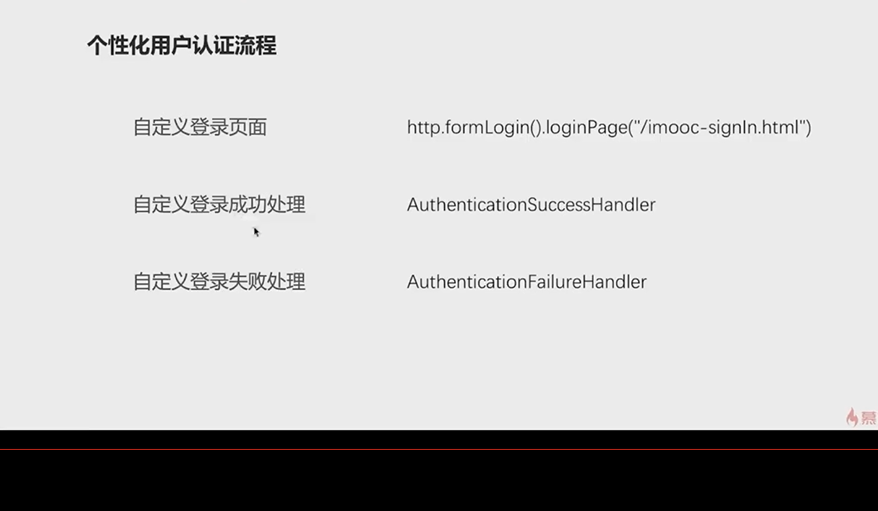 个性化用户认证流程
自定义登录页面 http.formLogin().loginPage("/imooc-signIn.html")
自定义登录成功处理 AuthenticationSuccessHandler
自定义登录失败处理 AuthenticationFailureHandler
慕